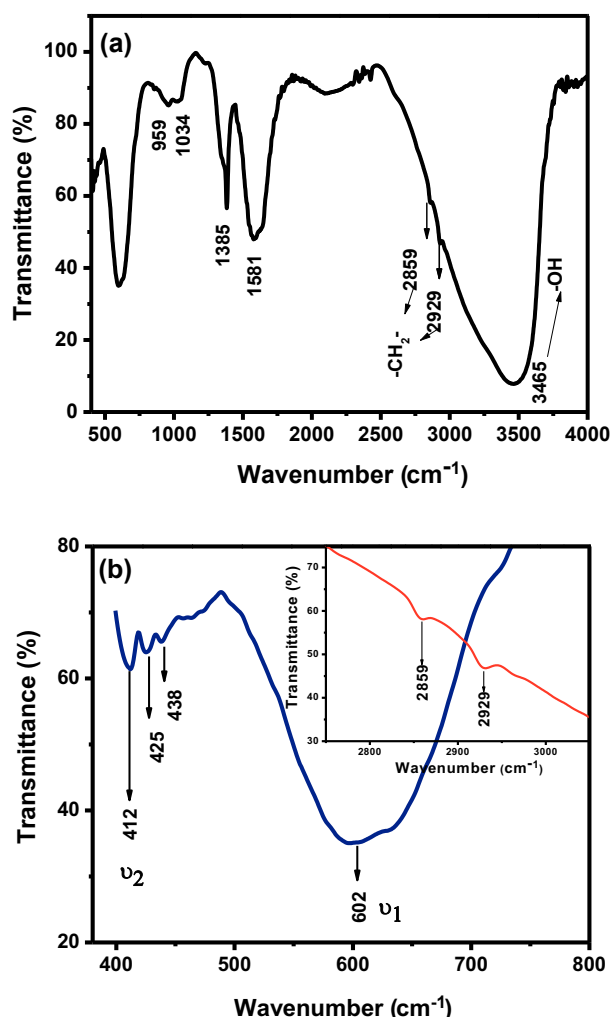 (a)
Transmittance (%)
100
80
60
40
20
0
959
1034
1385
1581
2859
2929
-CH₂-
3465
-OH
500 1000 1500 2000 2500 3000 3500 4000
Wavenumber (cm⁻¹)
(b)
Transmittance (%)
80
60
40
20
412
425
438
υ₂
602
υ₁
400 500 600 700 800
Wavenumber (cm⁻¹)
Transmittance (%)
70
60
50
40
30
2859
2929
2800 2900 3000
Wavenumber (cm⁻¹)